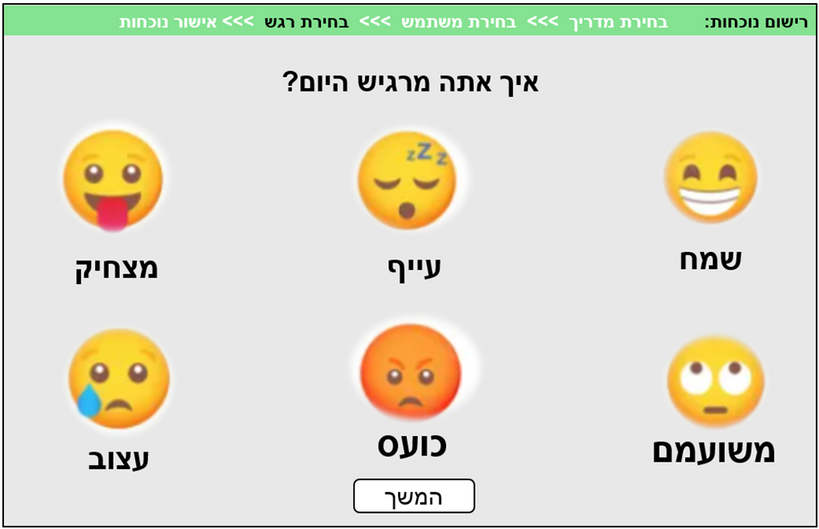 רישום נוכחות: בחירת מדריך >>> בחירת משתמש >>> בחירת רגש >>> אישור נוכחות
איך אתה מרגיש היום?
zZz
שמח עייף מצחיק
משועמם כועס עצוב
המשך